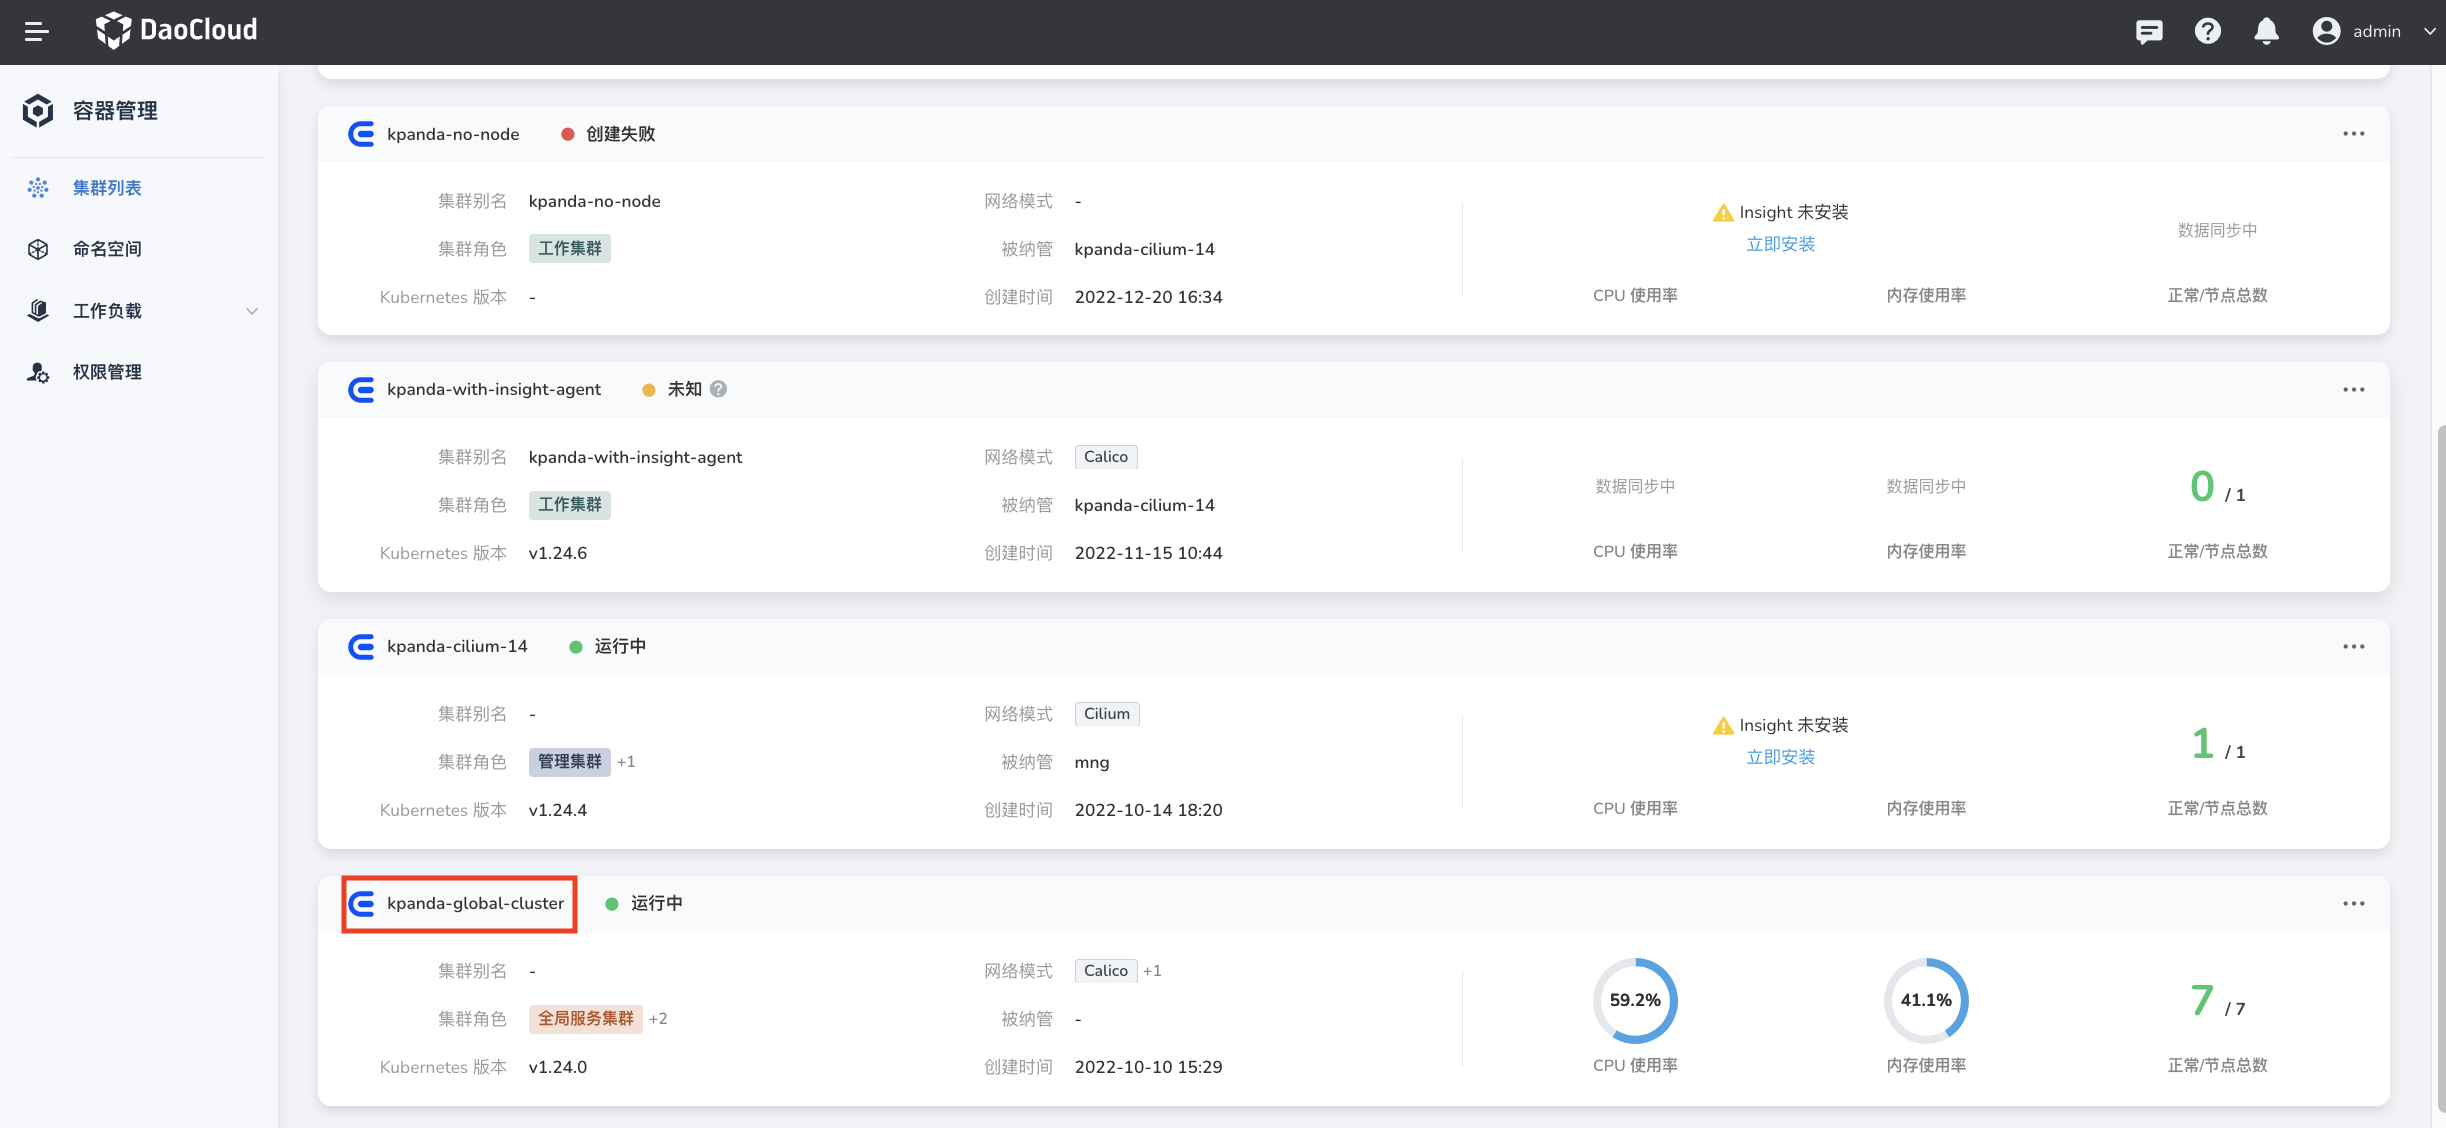 DaoCloud
admin
容器管理
集群列表
命名空间
工作负载
权限管理
kpanda-no-node 创建失败
集群别名 kpanda-no-node 网络模式 -
Insight 未安装
立即安装
数据同步中
集群角色 工作集群 被纳管 kpanda-cilium-14
Kubernetes 版本 - 创建时间 2022-12-20 16:34
CPU 使用率 内存使用率 正常/节点总数
kpanda-with-insight-agent 未知
集群别名 kpanda-with-insight-agent 网络模式 Calico
数据同步中 数据同步中 0 / 1
集群角色 工作集群 被纳管 kpanda-cilium-14
Kubernetes 版本 v1.24.6 创建时间 2022-11-15 10:44
CPU 使用率 内存使用率 正常/节点总数
kpanda-cilium-14 运行中
集群别名 - 网络模式 Cilium
Insight 未安装
立即安装
1 / 1
集群角色 管理集群 +1 被纳管 mng
Kubernetes 版本 v1.24.4 创建时间 2022-10-14 18:20
CPU 使用率 内存使用率 正常/节点总数
kpanda-global-cluster 运行中
集群别名 - 网络模式 Calico +1
59.2% 41.1% 7 / 7
集群角色 全局服务集群 +2 被纳管 -
Kubernetes 版本 v1.24.0 创建时间 2022-10-10 15:29
CPU 使用率 内存使用率 正常/节点总数